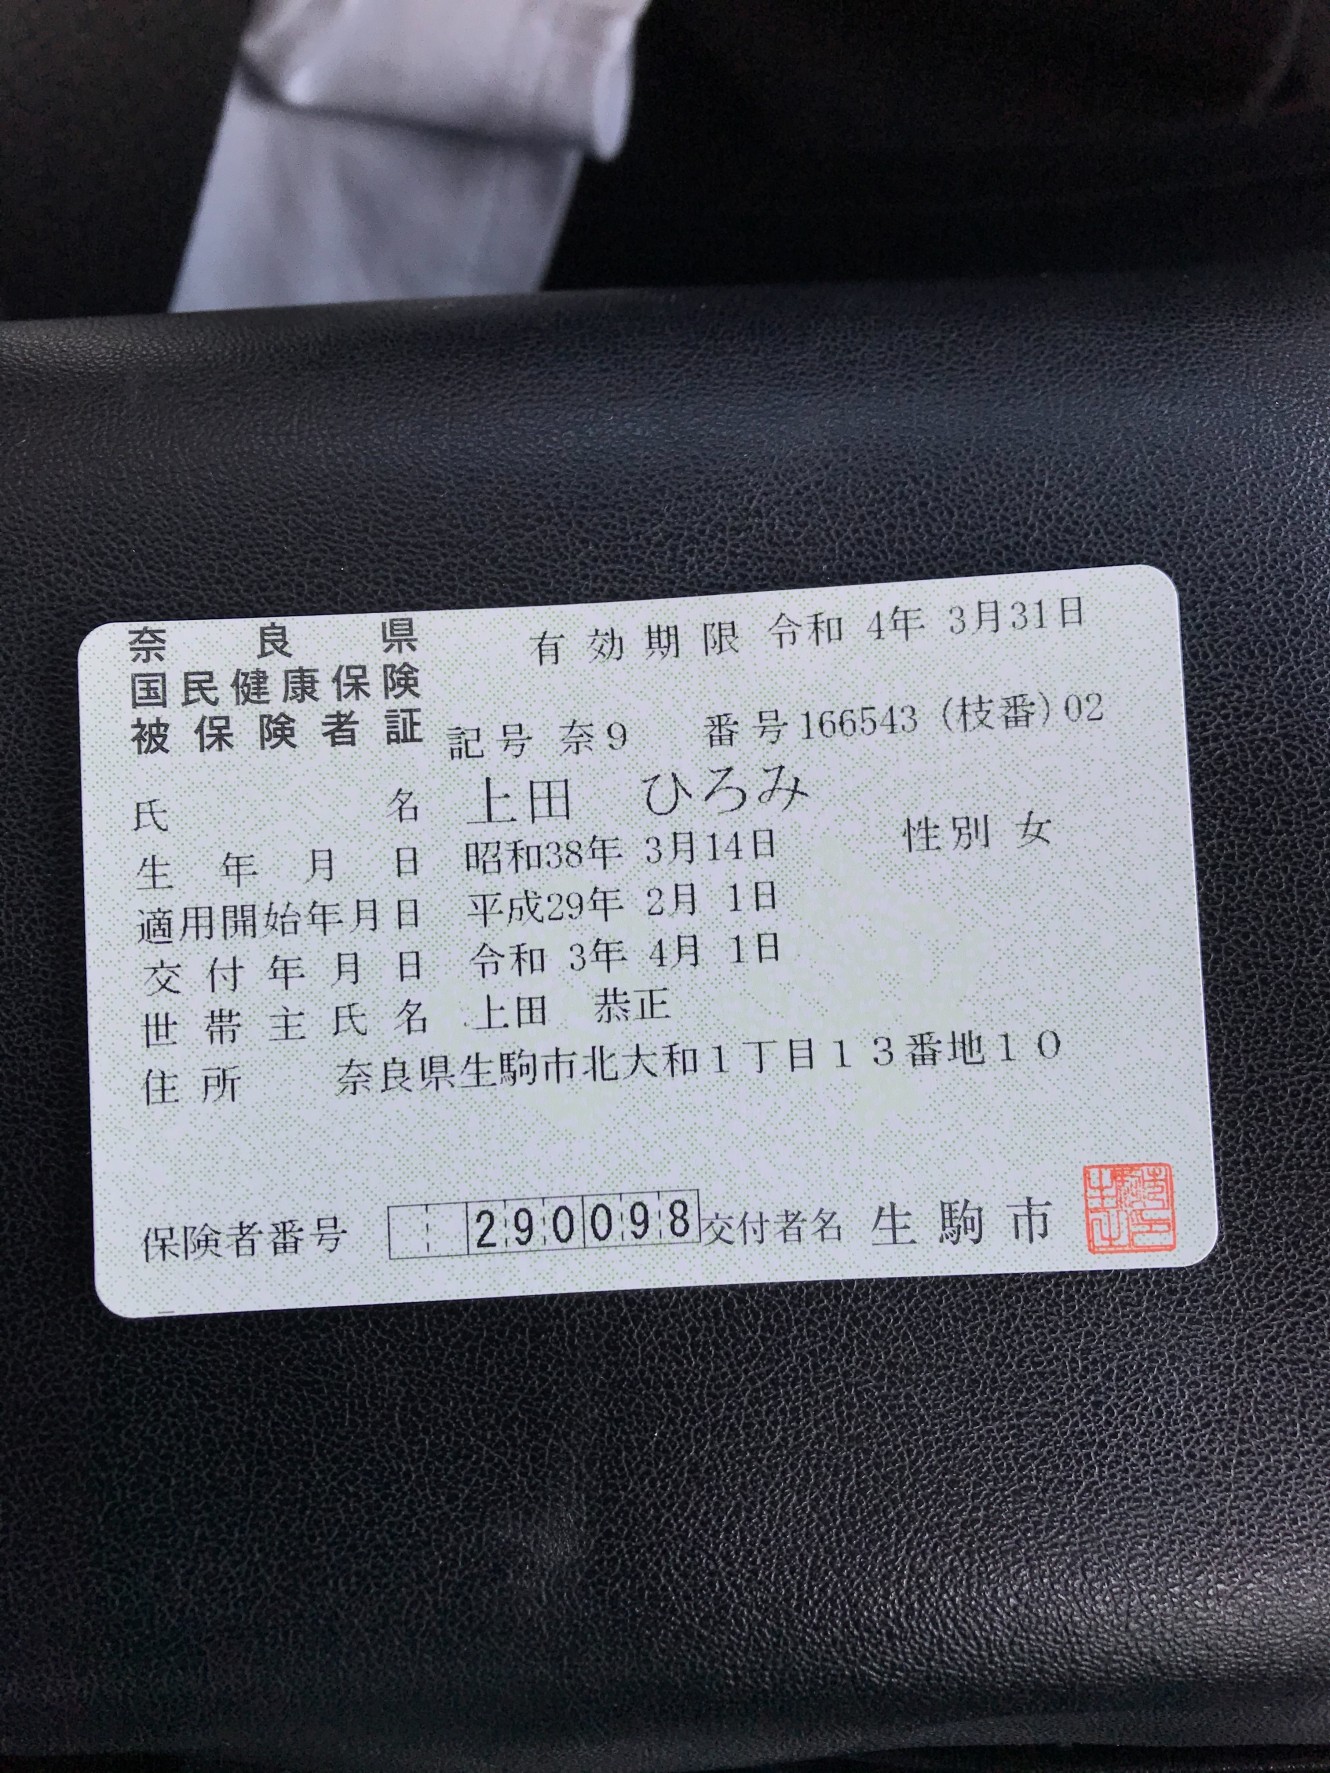 奈良県
国民健康保険
被保険者証
有効期限 令和 4年 3月31日
記号 奈9 番号166543 (枝番)02
氏名 上田 ひろみ
生年月日 昭和38年 3月14日 性別 女
適用開始年月日 平成29年 2月 1日
交付年月日 令和 3年 4月 1日
世帯主氏名 上田 恭正
住所 奈良県生駒市北大和1丁目13番地10
保険者番号 290098 交付者名 生駒市